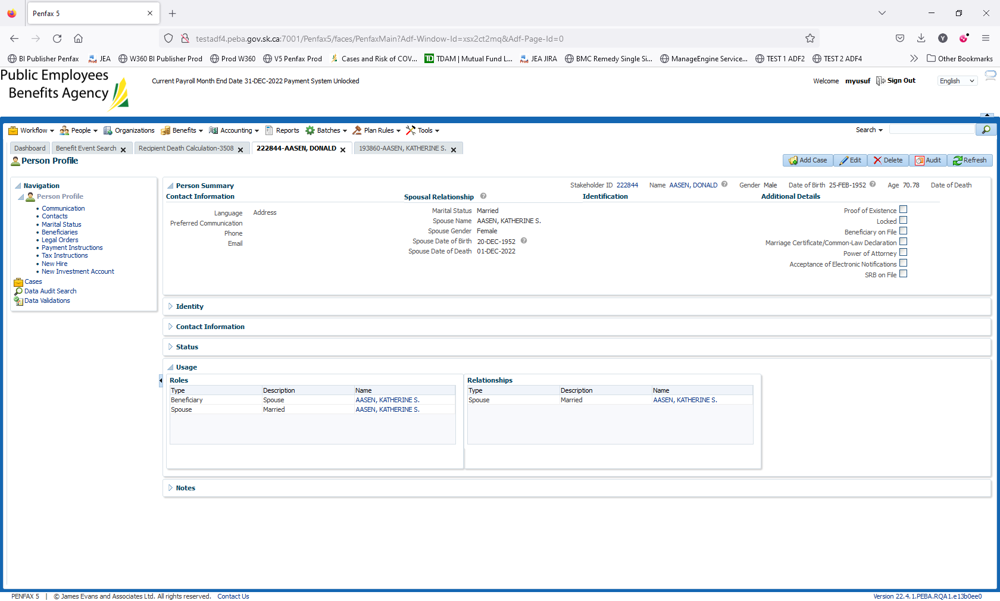 Penfax 5
testadf4.peba.gov.sk.ca:7001/Penfax5/faces/PenfaxMain?Adf-Window-Id=xsx2ct2mq&Adf-Page-Id=0
BI Publisher Penfax JEA W360 BI Publisher Prod Prod W360 V5 Penfax Prod Cases and Risk of COV... TDAM | Mutual Fund L... JEA JIRA BMC Remedy Single Si... ManageEngine Service... TEST 1 ADF2 TEST 2 ADF4 Other Bookmarks
Public Employees
Benefits Agency
Current Payroll Month End Date 31-DEC-2022 Payment System Unlocked
Welcome myusuf Sign Out English
Workflow People Organizations Benefits Accounting Reports Batches Plan Rules Tools Search
Dashboard Benefit Event Search Recipient Death Calculation-3508 222844-AASEN, DONALD 193860-AASEN, KATHERINE S.
Person Profile
Add Case Edit Delete Audit Refresh
Navigation
Person Profile
Communication
Contacts
Marital Status
Beneficiaries
Legal Orders
Payment Instructions
Tax Instructions
New Hire
New Investment Account
Cases
Data Audit Search
Data Validations
Person Summary
Stakeholder ID 222844 Name AASEN, DONALD Gender Male Date of Birth 25-FEB-1952 Age 70.78 Date of Death
Contact Information
Language Address
Preferred Communication
Phone
Email
Spousal Relationship
Marital Status Married
Spouse Name AASEN, KATHERINE S.
Spouse Gender Female
Spouse Date of Birth 20-DEC-1952
Spouse Date of Death 01-DEC-2022
Identification
Additional Details
Proof of Existence
Locked
Beneficiary on File
Marriage Certificate/Common-Law Declaration
Power of Attorney
Acceptance of Electronic Notifications
SRB on File
Identity
Contact Information
Status
Usage
Roles
Type Description Name
Beneficiary Spouse AASEN, KATHERINE S.
Spouse Married AASEN, KATHERINE S.
Relationships
Type Description Name
Spouse Married AASEN, KATHERINE S.
Notes
PENFAX 5 | © James Evans and Associates Ltd. All rights reserved. Contact Us
Version 22.4.1.PEBA.RQA1.e13b0ee0